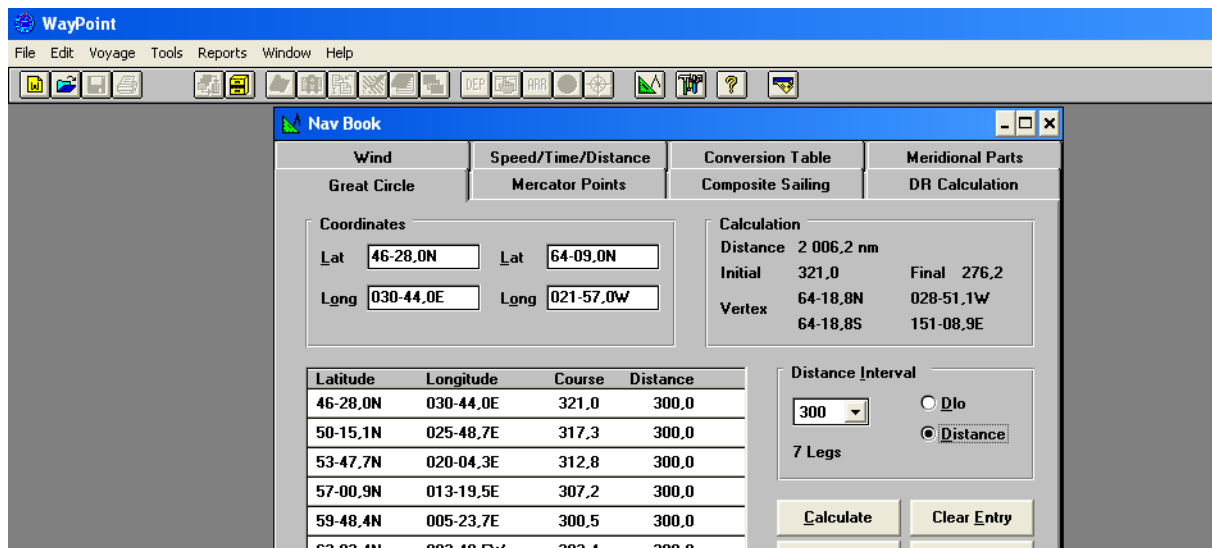 WayPoint
File Edit Voyage Tools Reports Window Help
DEP ARR
Nav Book
Wind Speed/Time/Distance Conversion Table Meridional Parts
Great Circle Mercator Points Composite Sailing DR Calculation
Coordinates
Lat 46-28,0N Lat 64-09,0N
Long 030-44,0E Long 021-57,0W
Calculation
Distance 2 006,2 nm
Initial 321,0 Final 276,2
Vertex 64-18,8N 028-51,1W
64-18,8S 151-08,9E
Latitude Longitude Course Distance
46-28,0N 030-44,0E 321,0 300,0
50-15,1N 025-48,7E 317,3 300,0
53-47,7N 020-04,3E 312,8 300,0
57-00,9N 013-19,5E 307,2 300,0
59-48,4N 005-23,7E 300,5 300,0
Distance Interval
300 Dlo
Distance
7 Legs
Calculate Clear Entry